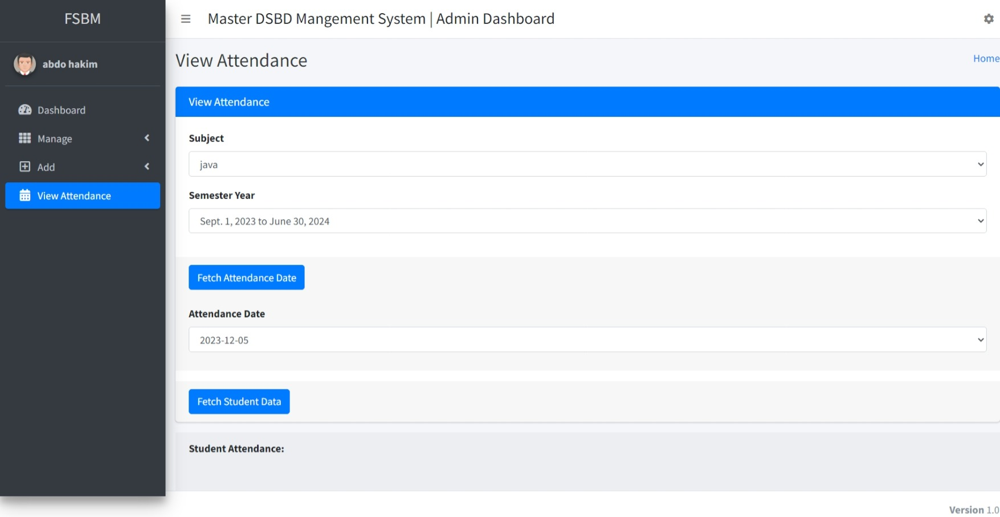 FSBM
Master DSBD Mangement System | Admin Dashboard
abdo hakim
Dashboard
Manage
Add
View Attendance
View Attendance
Home
View Attendance
Subject
java
Semester Year
Sept. 1, 2023 to June 30, 2024
Fetch Attendance Date
Attendance Date
2023-12-05
Fetch Student Data
Student Attendance:
Version 1.0